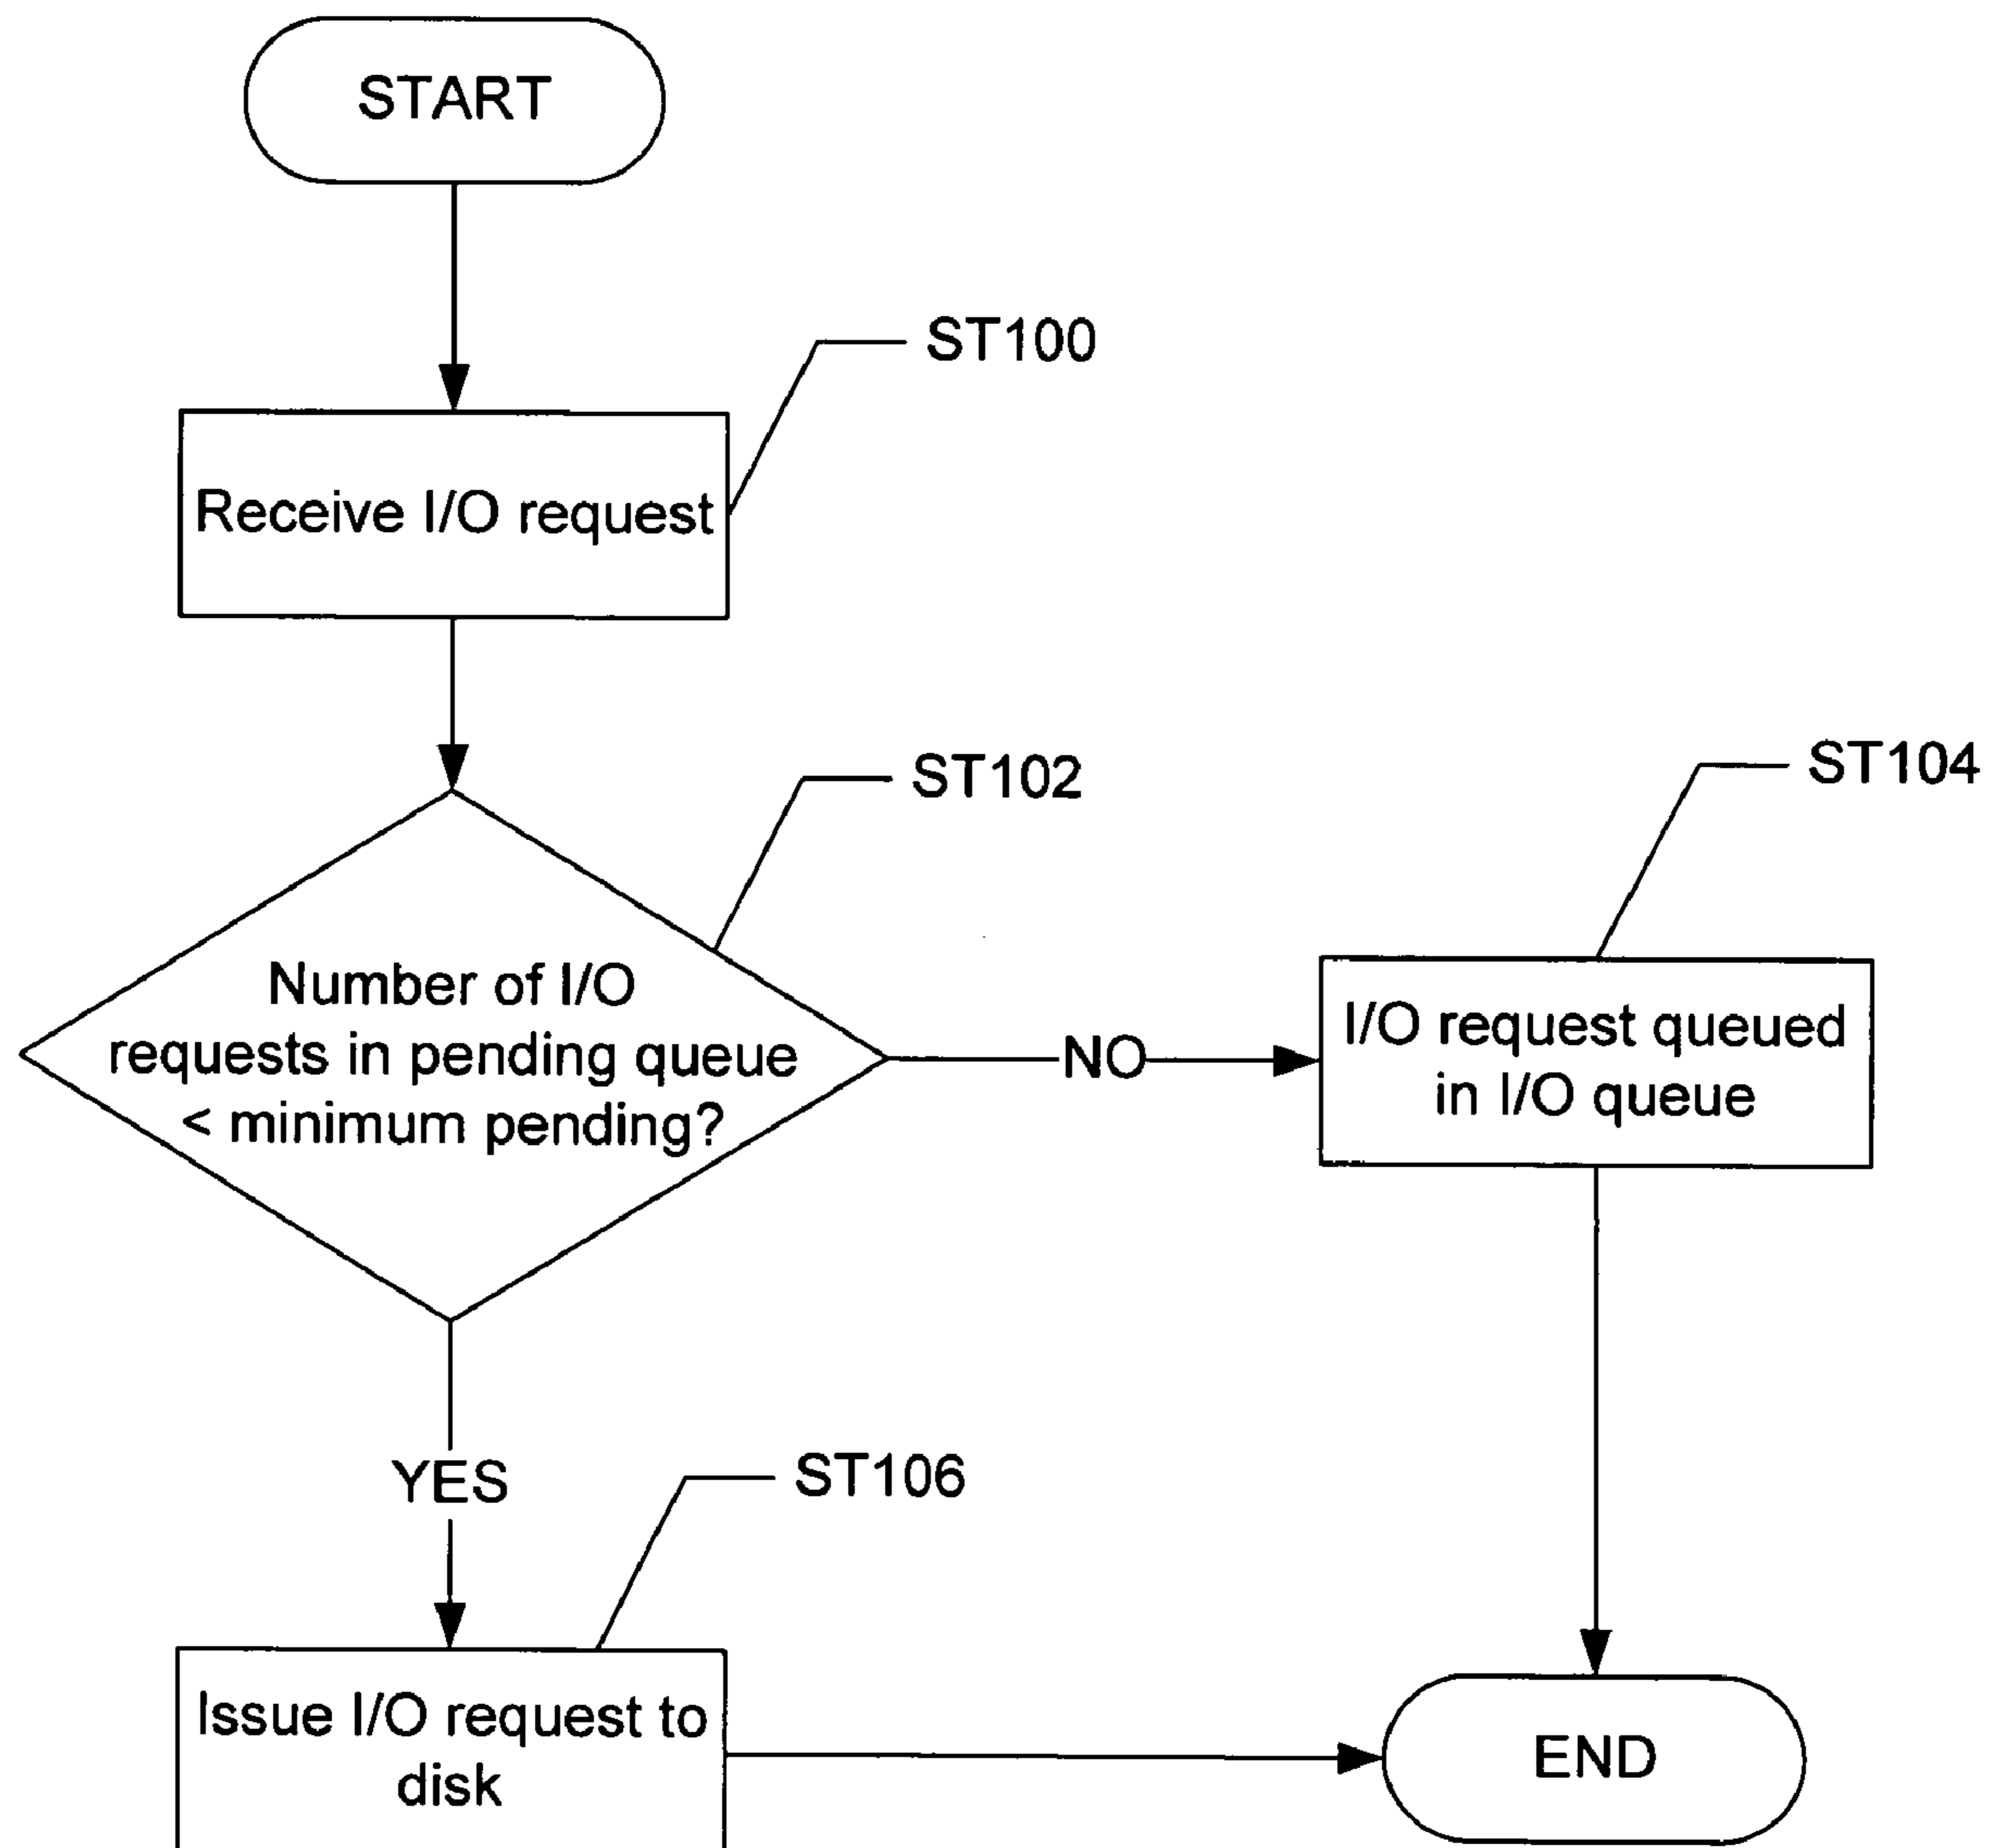 START
ST100
Receive I/O request
ST102
ST104
Number of I/O
requests in pending queue
< minimum pending?
NO
I/O request queued
in I/O queue
YES
ST106
Issue I/O request to
disk
END